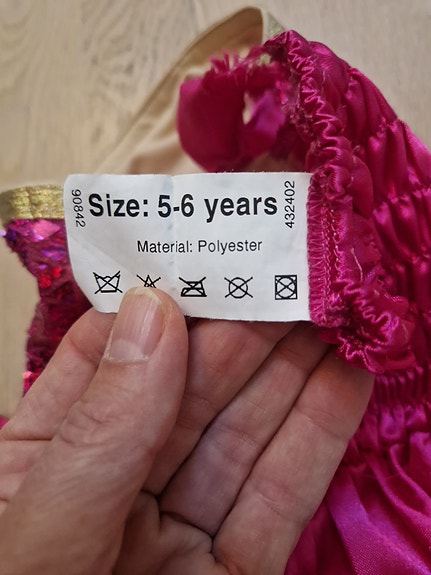 90842
Size: 5-6 years
432402
Material: Polyester